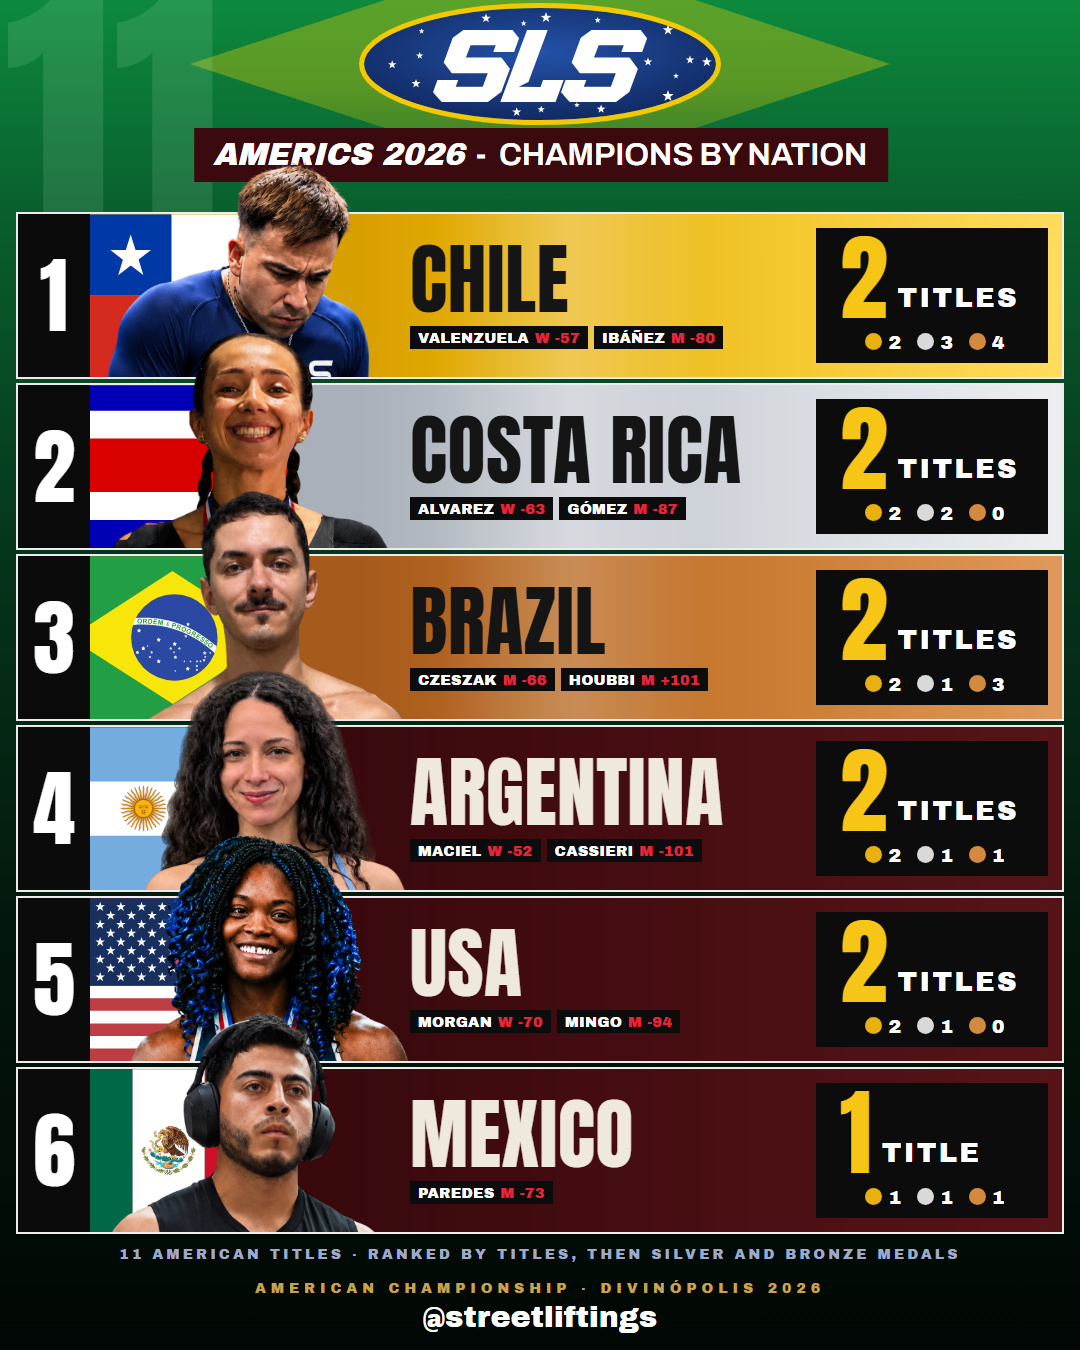 11
SLS
AMERICS 2026 - CHAMPIONS BY NATION
1
CHILE
VALENZUELA W -57 IBÁÑEZ M -80
2 TITLES
2 3 4
2
COSTA RICA
ALVAREZ W -63 GÓMEZ M -87
2 TITLES
2 2 0
3
ORDEM E PROGRESSO
BRAZIL
CZESZAK M -66 HOUBBI M +101
2 TITLES
2 1 3
4
ARGENTINA
MACIEL W -52 CASSIERI M -101
2 TITLES
2 1 1
5
USA
MORGAN W -70 MINGO M -94
2 TITLES
2 1 0
6
MEXICO
PAREDES M -73
1 TITLE
1 1 1
11 AMERICAN TITLES · RANKED BY TITLES, THEN SILVER AND BRONZE MEDALS
AMERICAN CHAMPIONSHIP · DIVINÓPOLIS 2026
@streetliftings